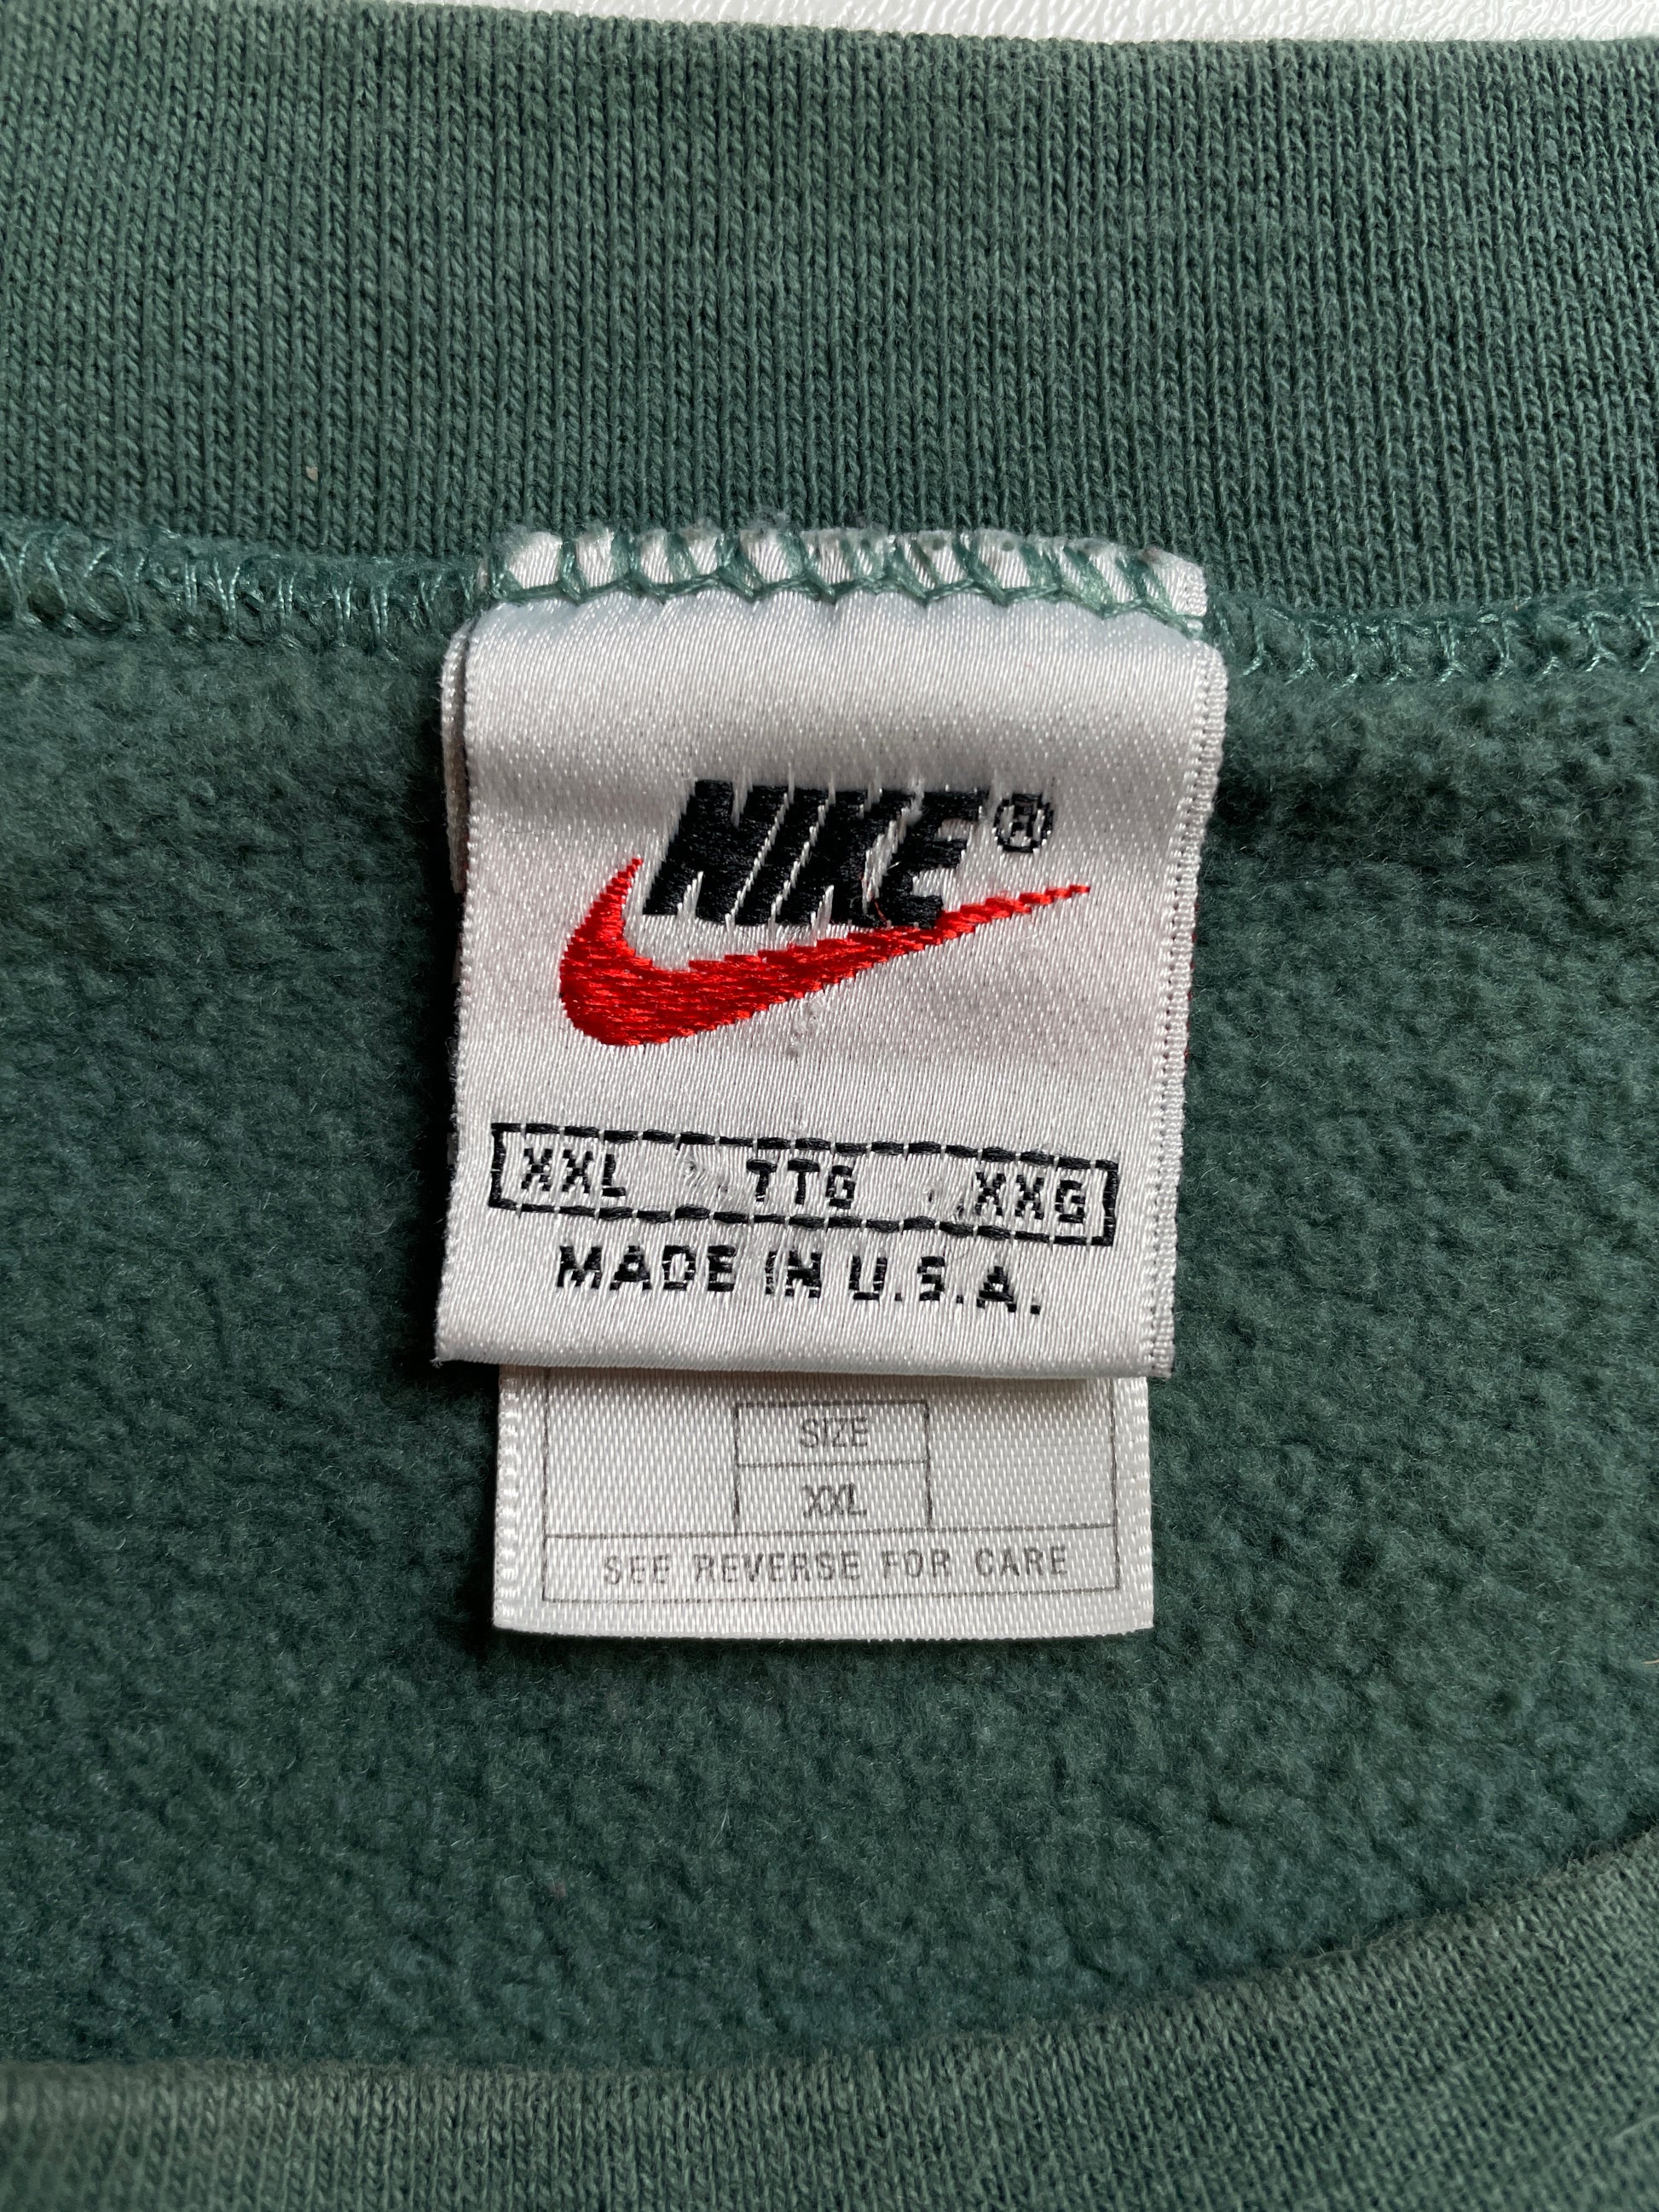 NIKE®
XXL TTG XXG
MADE IN U.S.A.
SIZE
XXL
SEE REVERSE FOR CARE